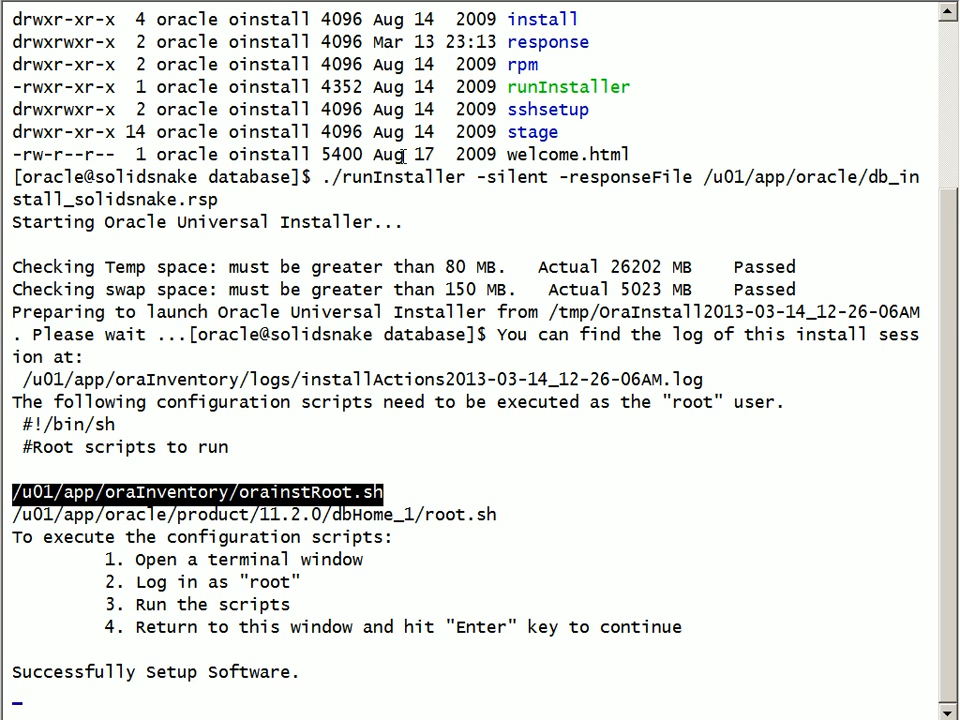 drwxr-xr-x  4 oracle oinstall 4096 Aug 14  2009 install
drwxrwxr-x  2 oracle oinstall 4096 Mar 13 23:13 response
drwxr-xr-x  2 oracle oinstall 4096 Aug 14  2009 rpm
-rwxr-xr-x  1 oracle oinstall 4352 Aug 14  2009 runInstaller
drwxrwxr-x  2 oracle oinstall 4096 Aug 14  2009 sshsetup
drwxr-xr-x 14 oracle oinstall 4096 Aug 14  2009 stage
-rw-r--r--  1 oracle oinstall 5400 Aug 17  2009 welcome.html
[oracle@solidsnake database]$ ./runInstaller -silent -responseFile /u01/app/oracle/db_in
stall_solidsnake.rsp
Starting Oracle Universal Installer...
Checking Temp space: must be greater than 80 MB.   Actual 26202 MB    Passed
Checking swap space: must be greater than 150 MB.   Actual 5023 MB    Passed
Preparing to launch Oracle Universal Installer from /tmp/OraInstall2013-03-14_12-26-06AM
. Please wait ...[oracle@solidsnake database]$ You can find the log of this install sess
ion at:
 /u01/app/oraInventory/logs/installActions2013-03-14_12-26-06AM.log
The following configuration scripts need to be executed as the "root" user.
 #!/bin/sh
 #Root scripts to run
/u01/app/oraInventory/orainstRoot.sh
/u01/app/oracle/product/11.2.0/dbHome_1/root.sh
To execute the configuration scripts:
         1. Open a terminal window
         2. Log in as "root"
         3. Run the scripts
         4. Return to this window and hit "Enter" key to continue
Successfully Setup Software.